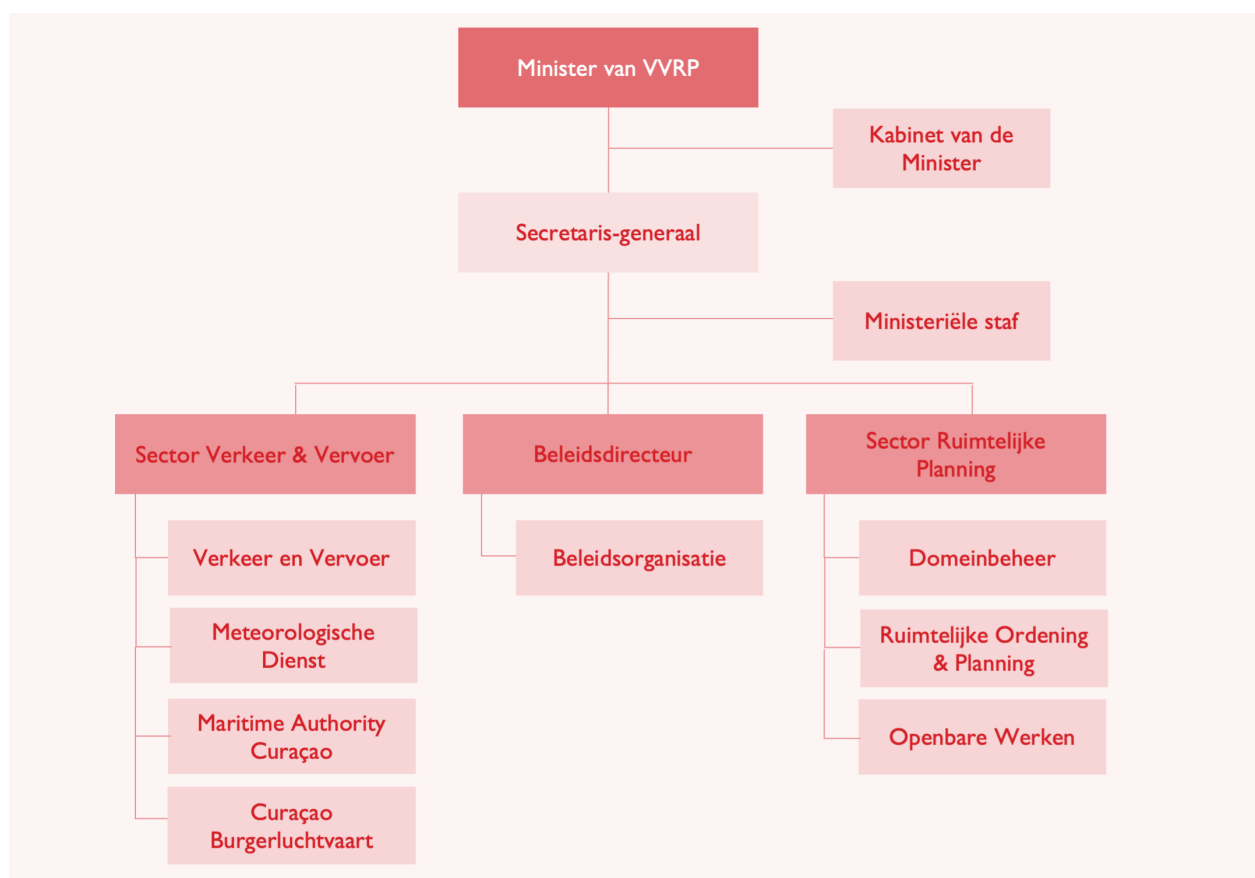 Minister van VVRP
Kabinet van de
Minister
Secretaris-generaal
Ministeriële staf
Sector Verkeer & Vervoer
Beleidsdirecteur
Sector Ruimtelijke
Planning
Verkeer en Vervoer
Beleidsorganisatie
Domeinbeheer
Meteorologische
Dienst
Ruimtelijke Ordening
& Planning
Maritime Authority
Curaçao
Openbare Werken
Curaçao
Burgerluchtvaart